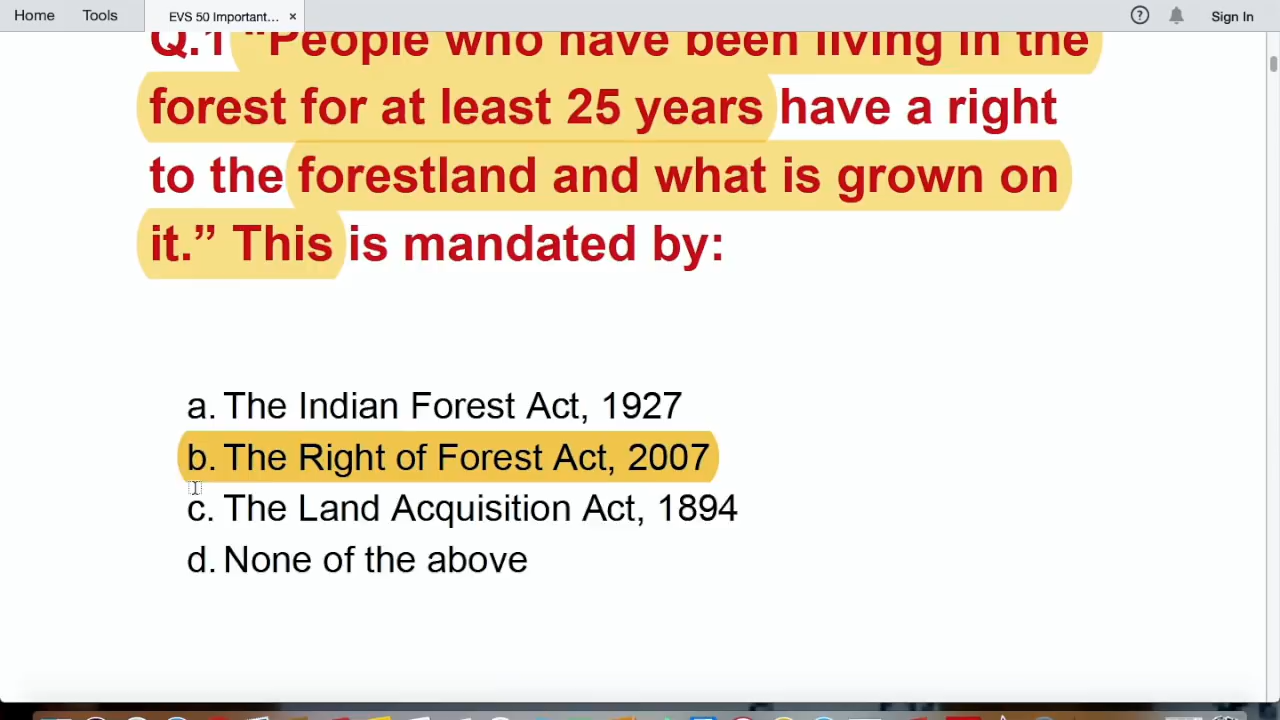 Home Tools EVS 50 Important... × ? Sign In
Q.1 “People who have been living in the
forest for at least 25 years have a right
to the forestland and what is grown on
it.” This is mandated by:
a. The Indian Forest Act, 1927
b. The Right of Forest Act, 2007
c. The Land Acquisition Act, 1894
d. None of the above